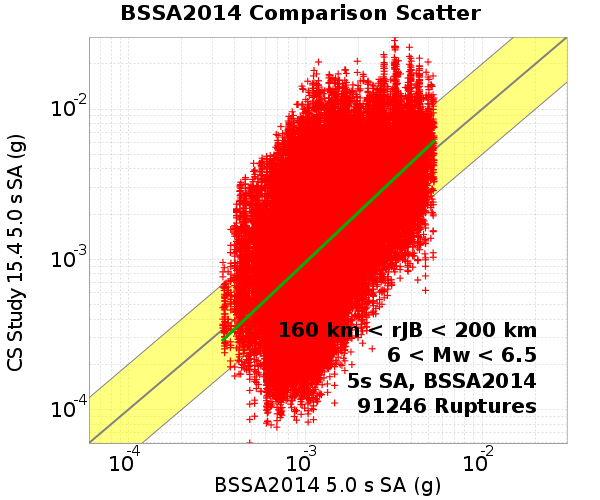 BSSA2014 Comparison Scatter
CS Study 15.4 5.0 s SA (g)
10-2
10-3
10-4
160 km < rJB < 200 km
6 < Mw < 6.5
5s SA, BSSA2014
91246 Ruptures
10-4 10-3 10-2
BSSA2014 5.0 s SA (g)